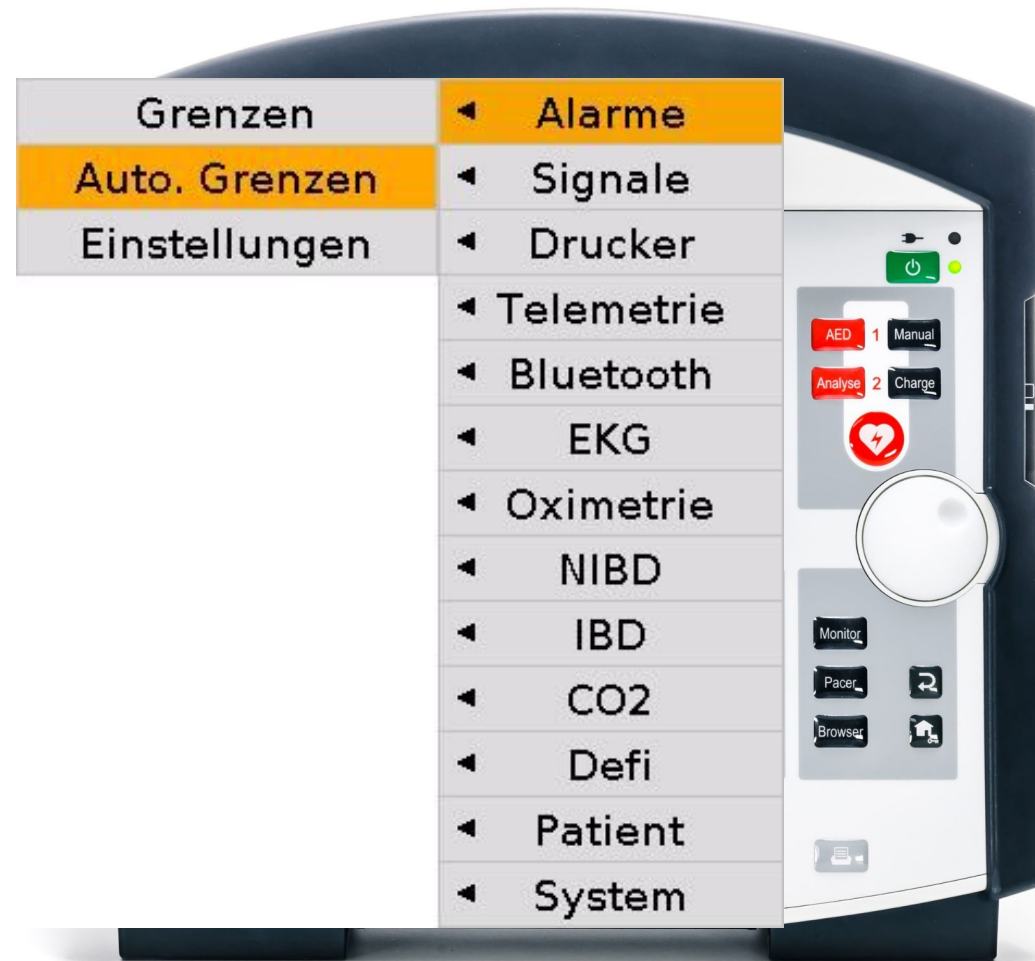 Grenzen
Auto. Grenzen
Einstellungen
Alarme
Signale
Drucker
Telemetrie
Bluetooth
EKG
Oximetrie
NIBD
IBD
CO2
Defi
Patient
System
AED 1 Manual
Analyse 2 Charge
Monitor
Pacer
Browser